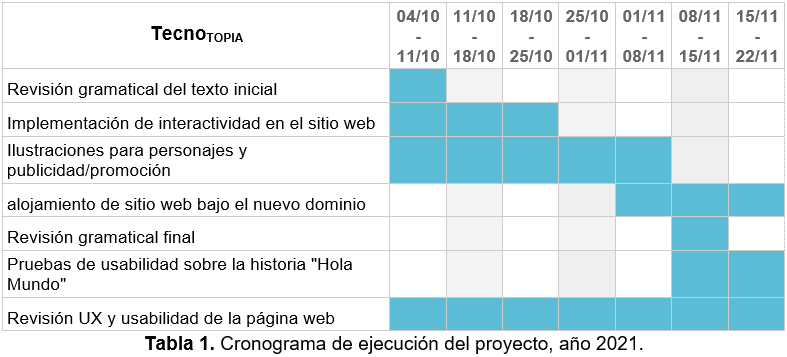 TecnoTOPIA
04/10 - 11/10
11/10 - 18/10
18/10 - 25/10
25/10 - 01/11
01/11 - 08/11
08/11 - 15/11
15/11 - 22/11
Revisión gramatical del texto inicial
Implementación de interactividad en el sitio web
Ilustraciones para personajes y
publicidad/promoción
alojamiento de sitio web bajo el nuevo dominio
Revisión gramatical final
Pruebas de usabilidad sobre la historia "Hola
Mundo"
Revisión UX y usabilidad de la página web
Tabla 1. Cronograma de ejecución del proyecto, año 2021.